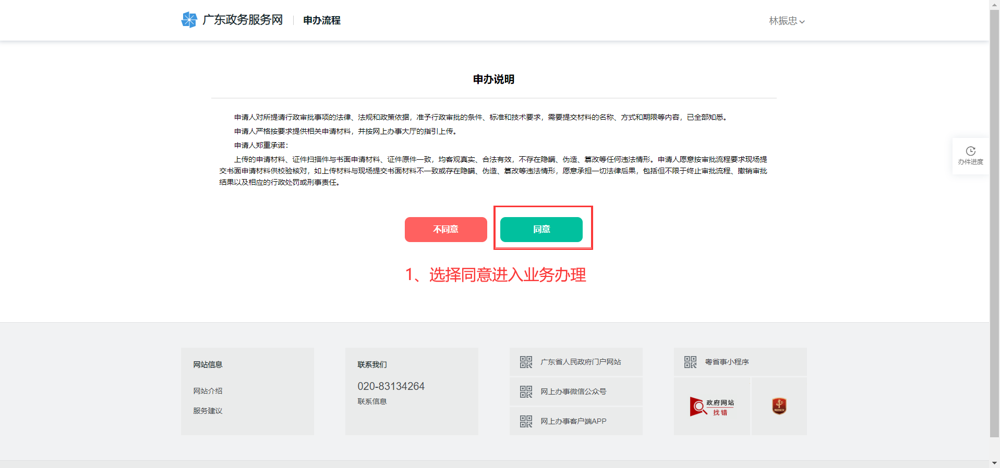 广东政务服务网
申办流程
林振忠
申办说明
申请人对所提请行政审批事项的法律、法规和政策依据，准予行政审批的条件、标准和技术要求，需要提交材料的名称、方式和期限等内容，已全部知悉。
申请人严格按要求提供相关申请材料，并按网上办事大厅的指引上传。
申请人郑重承诺：
上传的申请材料、证件扫描件与书面申请材料、证件原件一致，均客观真实、合法有效，不存在隐瞒、伪造、篡改等任何违法情形。申请人愿意按审批流程要求现场提
交书面申请材料供校验核对，如上传材料与现场提交书面材料不一致或存在隐瞒、伪造、篡改等违法情形，愿意承担一切法律后果，包括但不限于终止审批流程、撤销审批
结果以及相应的行政处罚或刑事责任。
办件进度
不同意
同意
1、选择同意进入业务办理
网站信息
网站介绍
服务建议
联系我们
020-83134264
联系信息
广东省人民政府门户网站
网上办事微信公众号
网上办事客户端APP
粤省事小程序
政府网站
找错